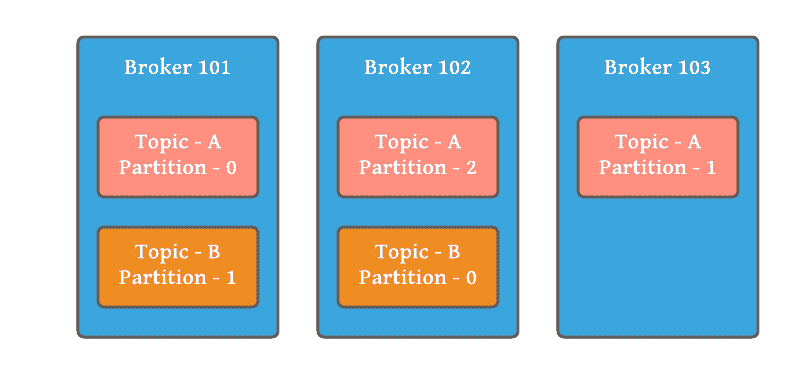 Broker 101
Topic - A
Partition - 0
Topic - B
Partition - 1
Broker 102
Topic - A
Partition - 2
Topic - B
Partition - 0
Broker 103
Topic - A
Partition - 1